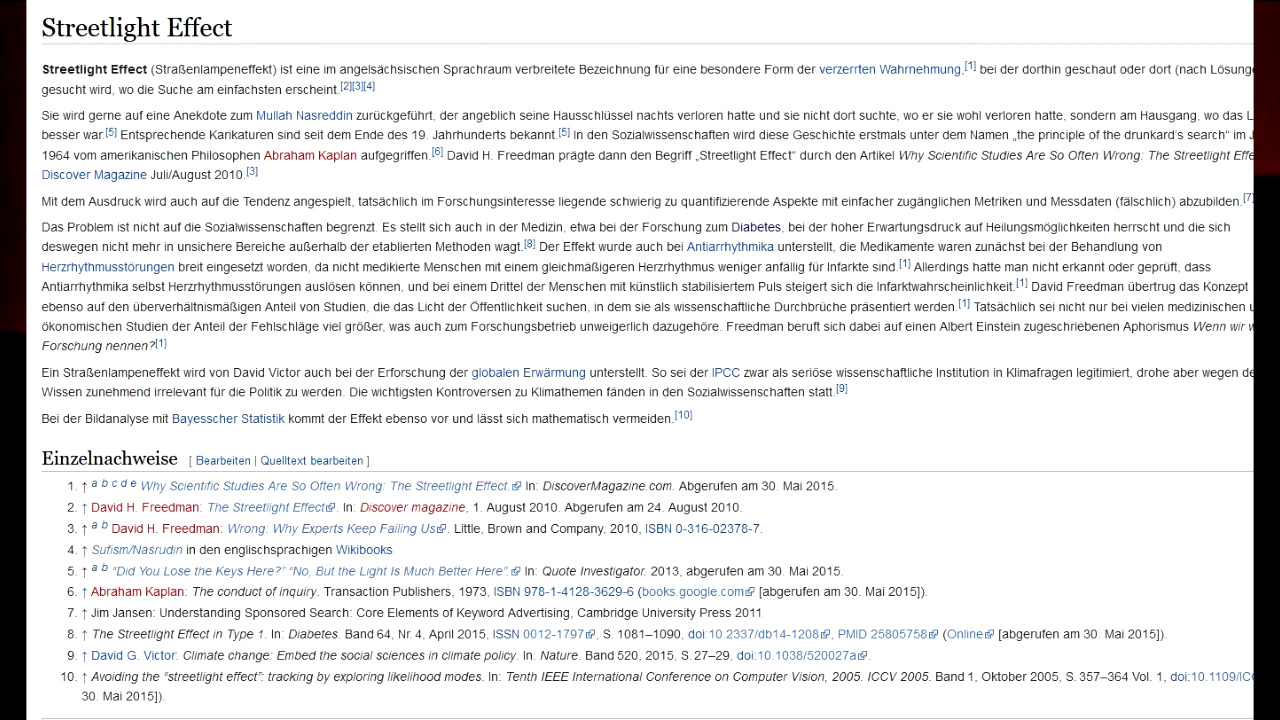 Streetlight Effect
Streetlight Effect (Straßenlampeneffekt) ist eine im angelsächsischen Sprachraum verbreitete Bezeichnung für eine besondere Form der verzerrten Wahrnehmung,[1] bei der dorthin geschaut oder dort (nach
gesucht wird, wo die Suche am einfachsten erscheint.[2][3][4]
Sie wird gerne auf eine Anekdote zum Mullah Nasreddin zurückgeführt, der angeblich seine Hausschlüssel nachts verloren hatte und sie nicht dort suchte, wo er sie wohl verloren hatte, sondern am Hausgang, wo das
besser war.[5] Entsprechende Karikaturen sind seit dem Ende des 19. Jahrhunderts bekannt.[5] In den Sozialwissenschaften wird diese Geschichte erstmals unter dem Namen „the principle of the drunkard's search“ im
1964 vom amerikanischen Philosophen Abraham Kaplan aufgegriffen.[6] David H. Freedman prägte dann den Begriff „Streetlight Effect“ durch den Artikel Why Scientific Studies Are So Often Wrong: The Streetlight
Discover Magazine Juli/August 2010.[3]
Mit dem Ausdruck wird auch auf die Tendenz angespielt, tatsächlich im Forschungsinteresse liegende schwierig zu quantifizierende Aspekte mit einfacher zugänglichen Metriken und Messdaten (fälschlich) abzubilden.[7]
Das Problem ist nicht auf die Sozialwissenschaften begrenzt. Es stellt sich auch in der Medizin, etwa bei der Forschung zum Diabetes, bei der hoher Erwartungsdruck auf Heilungsmöglichkeiten herrscht und die sich
deswegen nicht mehr in unsichere Bereiche außerhalb der etablierten Methoden wagt.[8] Der Effekt wurde auch bei Antiarrhythmika unterstellt, die Medikamente waren zunächst bei der Behandlung von
Herzrhythmusstörungen breit eingesetzt worden, da nicht medikierte Menschen mit einem gleichmäßigeren Herzrhythmus weniger anfällig für Infarkte sind.[1] Allerdings hatte man nicht erkannt oder geprüft, dass
Antiarrhythmika selbst Herzrhythmusstörungen auslösen können, und bei einem Drittel der Menschen mit künstlich stabilisiertem Puls steigert sich die Infarktwahrscheinlichkeit.[1] David Freedman übertrug das Konzept
ebenso auf den überverhältnismäßigen Anteil von Studien, die das Licht der Öffentlichkeit suchen, in dem sie als wissenschaftliche Durchbrüche präsentiert werden.[1] Tatsächlich sei nicht nur bei vielen medizinischen
ökonomischen Studien der Anteil der Fehlschläge viel größer, was auch zum Forschungsbetrieb unweigerlich dazugehöre. Freedman beruft sich dabei auf einen Albert Einstein zugeschriebenen Aphorismus Wenn wir
Forschung nennen?[1]
Ein Straßenlampeneffekt wird von David Victor auch bei der Erforschung der globalen Erwärmung unterstellt. So sei der IPCC zwar als seriöse wissenschaftliche Institution in Klimafragen legitimiert, drohe aber wegen
Wissen zunehmend irrelevant für die Politik zu werden. Die wichtigsten Kontroversen zu Klimathemen fänden in den Sozialwissenschaften statt.[9]
Bei der Bildanalyse mit Bayesscher Statistik kommt der Effekt ebenso vor und lässt sich mathematisch vermeiden.[10]
Einzelnachweise [ Bearbeiten | Quelltext bearbeiten ]
1. ↑ a b c d e Why Scientific Studies Are So Often Wrong: The Streetlight Effect. In: DiscoverMagazine.com. Abgerufen am 30. Mai 2015.
2. ↑ David H. Freedman: The Streetlight Effect. In: Discover magazine, 1. August 2010. Abgerufen am 24. August 2010.
3. ↑ a b David H. Freedman: Wrong: Why Experts Keep Failing Us. Little, Brown and Company, 2010, ISBN 0-316-02378-7.
4. ↑ Sufism/Nasrudin in den englischsprachigen Wikibooks
5. ↑ a b “Did You Lose the Keys Here?” “No, But the Light Is Much Better Here”. In: Quote Investigator. 2013, abgerufen am 30. Mai 2015.
6. ↑ Abraham Kaplan: The conduct of inquiry. Transaction Publishers, 1973, ISBN 978-1-4128-3629-6 (books.google.com [abgerufen am 30. Mai 2015]).
7. ↑ Jim Jansen: Understanding Sponsored Search: Core Elements of Keyword Advertising, Cambridge University Press 2011
8. ↑ The Streetlight Effect in Type 1. In: Diabetes. Band 64, Nr. 4, April 2015, ISSN 0012-1797, S. 1081–1090, doi:10.2337/db14-1208, PMID 25805758 (Online [abgerufen am 30. Mai 2015]).
9. ↑ David G. Victor: Climate change: Embed the social sciences in climate policy. In: Nature. Band 520, 2015, S. 27–29, doi:10.1038/520027a.
10. ↑ Avoiding the “streetlight effect”: tracking by exploring likelihood modes. In: Tenth IEEE International Conference on Computer Vision, 2005. ICCV 2005. Band 1, Oktober 2005, S. 357–364 Vol. 1,
30. Mai 2015]).